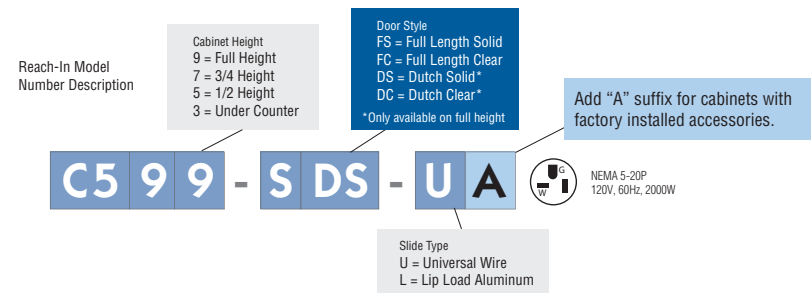 Reach-In Model
Number Description
Cabinet Height
9 = Full Height
7 = 3/4 Height
5 = 1/2 Height
3 = Under Counter
Door Style
FS = Full Length Solid
FC = Full Length Clear
DS = Dutch Solid*
DC = Dutch Clear*
*Only available on full height
Add “A” suffix for cabinets with
factory installed accessories.
C5 9 9 - S DS - U A
G
W
NEMA 5-20P
120V, 60Hz, 2000W
Slide Type
U = Universal Wire
L = Lip Load Aluminum